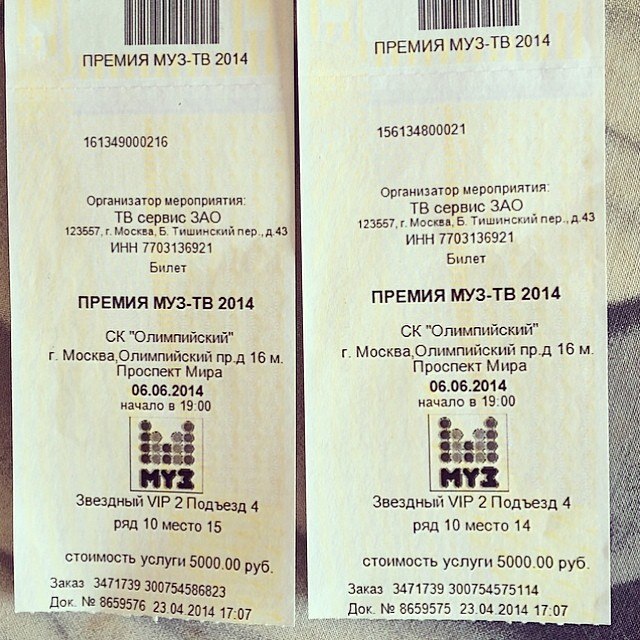 ПРЕМИЯ МУЗ-ТВ 2014
161349000216
Организатор мероприятия:
ТВ сервис ЗАО
123557, г. Москва, Б. Тишинский пер., д.43
ИНН 7703136921
Билет
ПРЕМИЯ МУЗ-ТВ 2014
СК "Олимпийский"
г. Москва,Олимпийский пр.д 16 м.
Проспект Мира
06.06.2014
начало в 19:00
МУЗ
Звездный VIP 2 Подъезд 4
ряд 10 место 15
стоимость услуги 5000.00 руб.
Заказ 3471739 300754586823
Док. № 8659576 23.04.2014 17:07
ПРЕМИЯ МУЗ-ТВ 2014
156134800021
Организатор мероприятия:
ТВ сервис ЗАО
123557, г. Москва, Б. Тишинский пер., д.43
ИНН 7703136921
Билет
ПРЕМИЯ МУЗ-ТВ 2014
СК "Олимпийский"
г. Москва,Олимпийский пр.д 16 м.
Проспект Мира
06.06.2014
начало в 19:00
МУЗ
Звездный VIP 2 Подъезд 4
ряд 10 место 14
стоимость услуги 5000.00 руб.
Заказ 3471739 300754575114
Док. № 8659575 23.04.2014 17:07